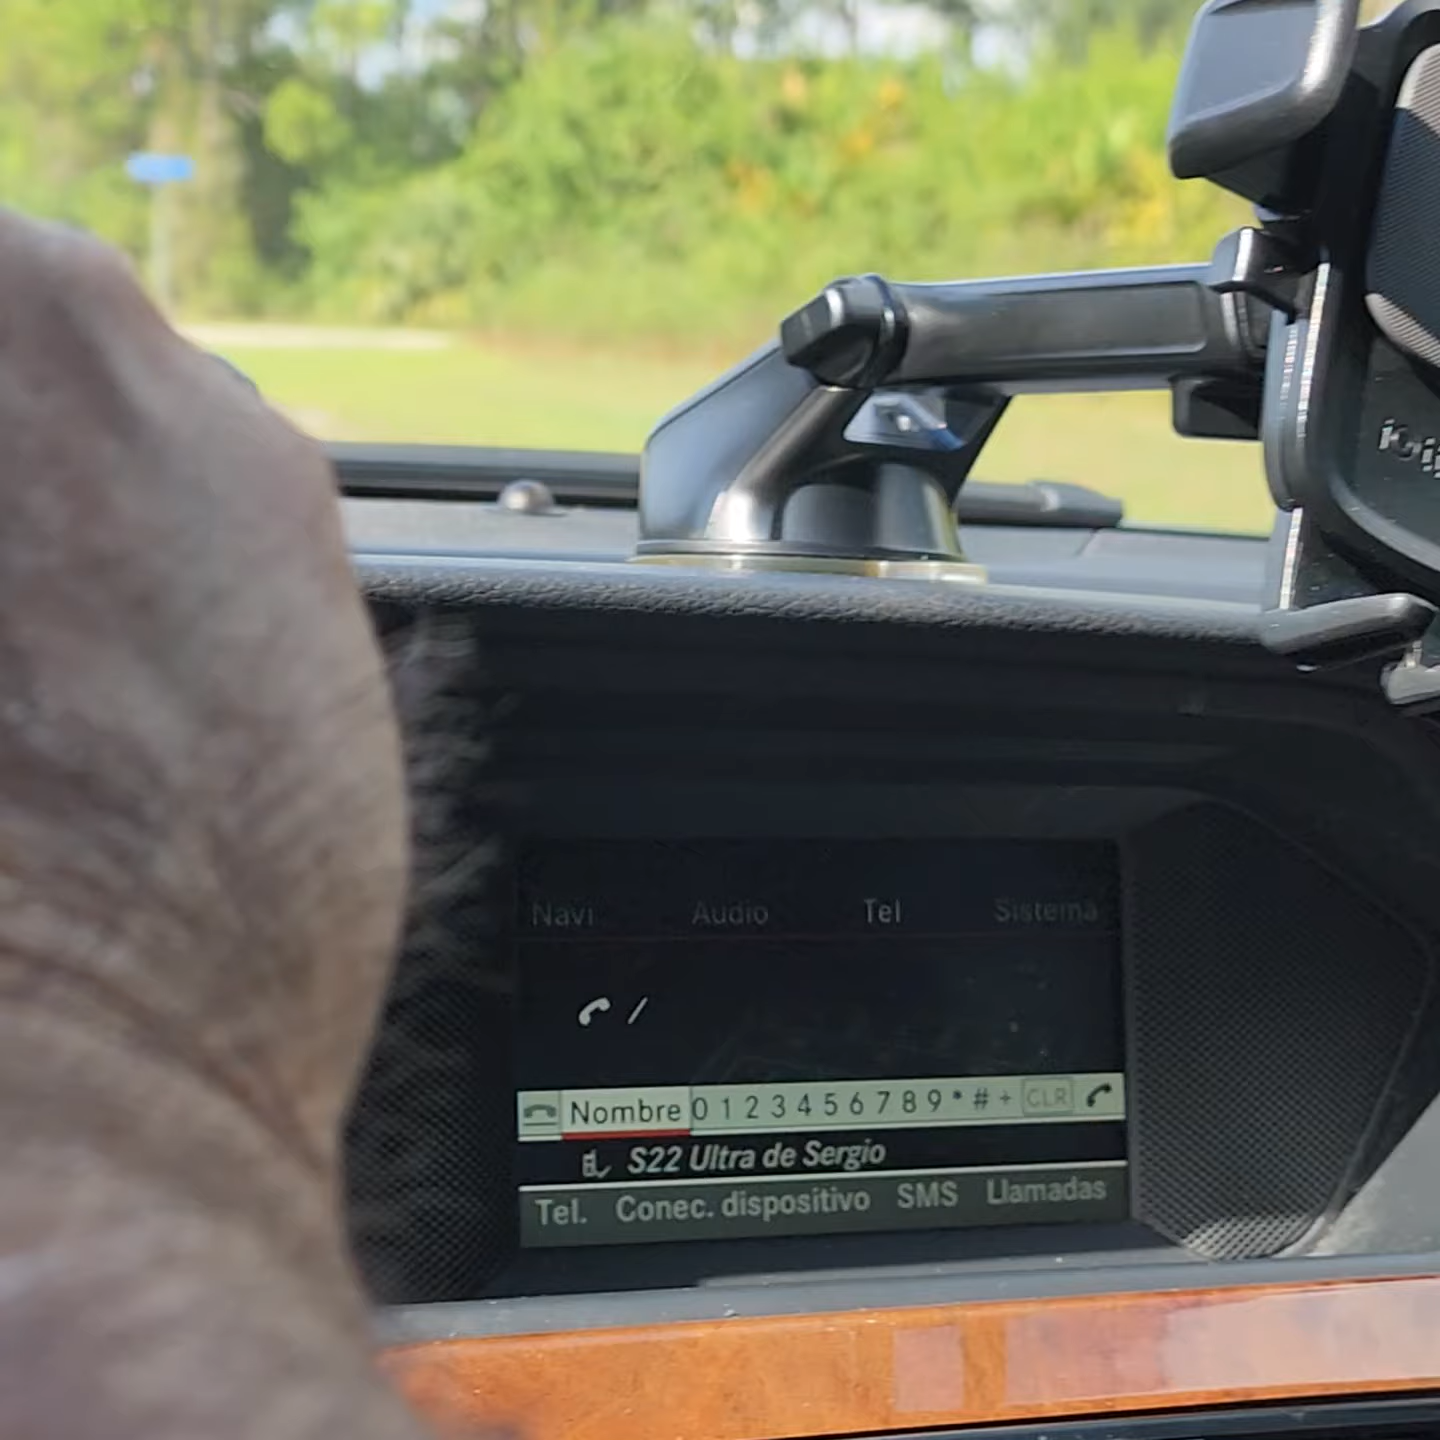 Navi Audio Tel Sistema
Nombre 0 1 2 3 4 5 6 7 8 9 * # + CLR
S22 Ultra de Sergio
Tel. Conec. dispositivo SMS Llamadas